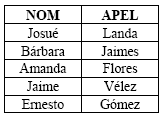 NOM APEL
Josué Landa
Bárbara Jaimes
Amanda Flores
Jaime Vélez
Ernesto Gómez